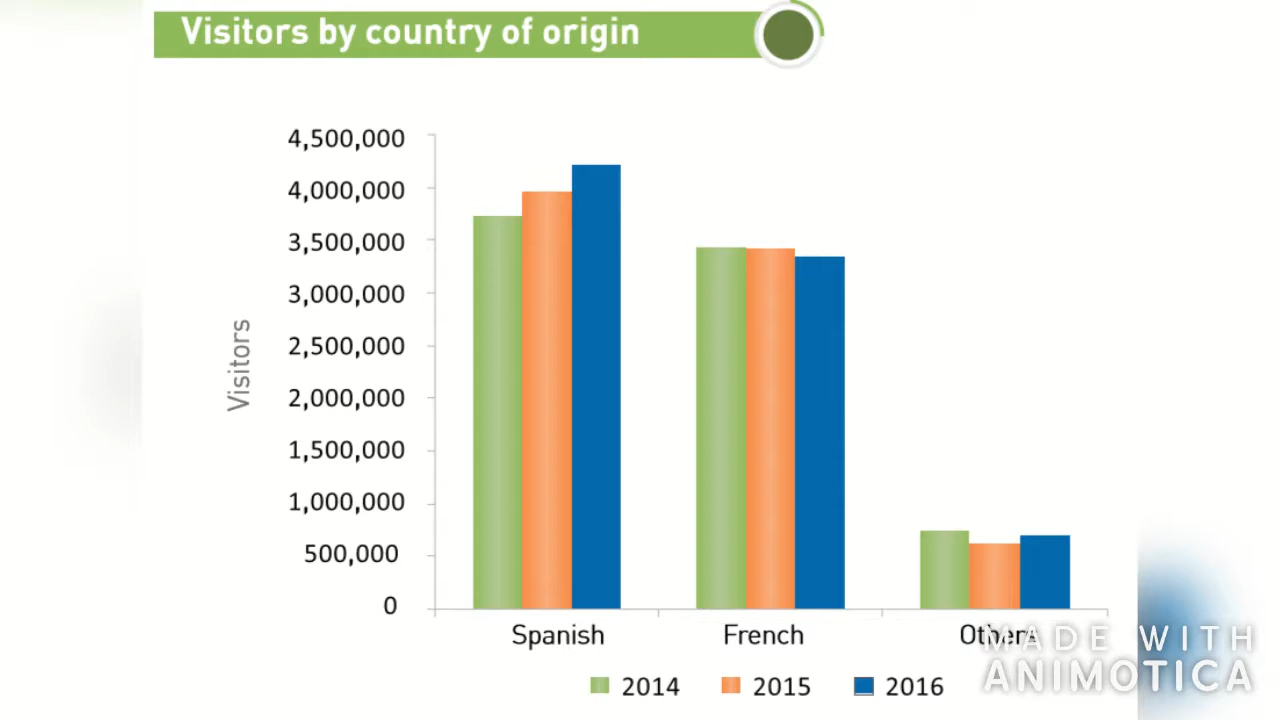 Visitors by country of origin
4,500,000
4,000,000
3,500,000
3,000,000
2,500,000
2,000,000
1,500,000
1,000,000
500,000
0
Visitors
Spanish French Others
2014 2015 2016
MADE WITH
ANIMOTICA